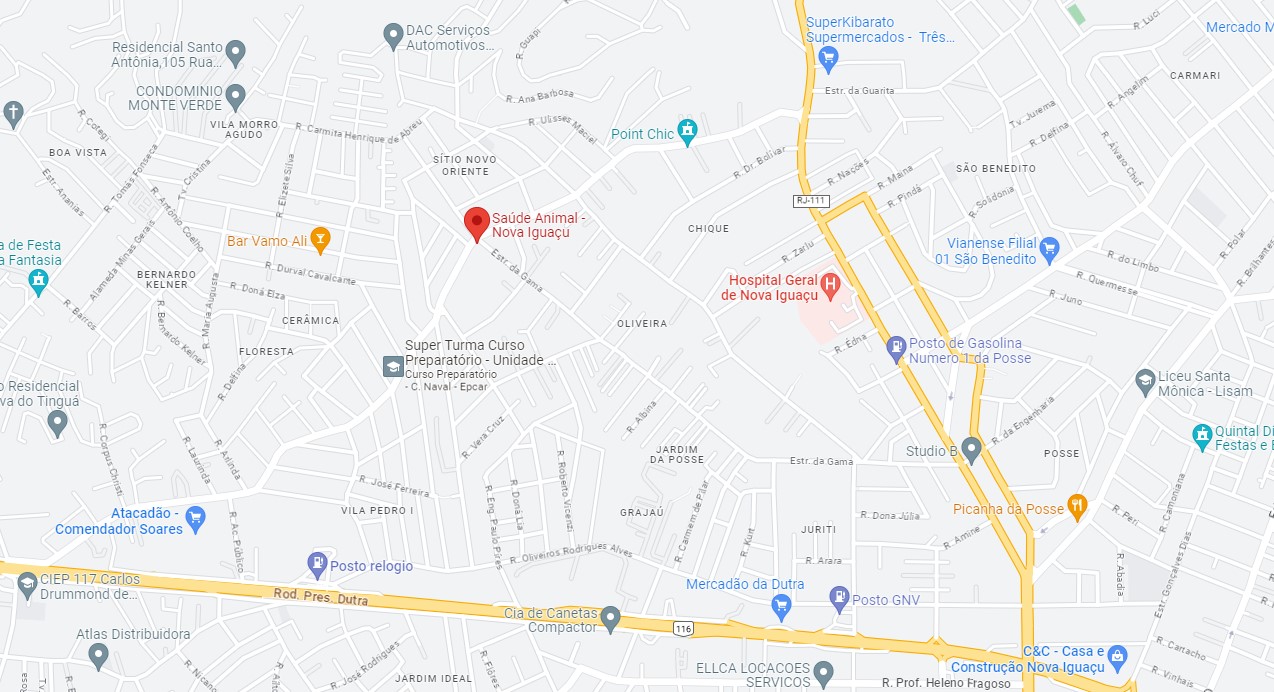 SuperKibarato
Supermercados - Três...
R. Luci
Mercado M
DAC Serviços
Automotivos...
R. Guapi
Residencial Santo
Antônia,105 Rua...
CARMARI
CONDOMINIO
MONTE VERDE
R. Ana Barbosa
Estr. da Guarita
R. Angelim
Tv. Jurema
R. Cofegi
VILA MORRO
AGUDO
R. Carmita Henrique de Abreu
R. Ulisses Maciel
Point Chic
R. Delfina
R. Álvaro Chuf
BOA VISTA
R. Tomás Fonseca
Tv. Cristina
R. Elizete Silva
SÍTIO NOVO
ORIENTE
R. Dr. Bolivar
R. Nações
R. Maina
SÃO BENEDITO
Estr. Ananias
R. Antônio Coelho
RJ-111
R. Pindá
R. Solidonia
Saúde Animal -
Nova Iguaçu
CHIQUE
Alameda Minas Gerais
Bar Vamo Ali
R. Zarlu
Vianense Filial
01 São Benedito
R. Polar
a de Festa
a Fantasia
Estr. da Gama
R. do Limbo
R. Brilhantes
BERNARDO
KELNER
R. Durval Cavalcante
Hospital Geral
de Nova Iguaçu
R. Quermesse
R. Doná Elza
R. Juno
R. Barros
R. Bernardo Kelner
R. Maria Augusta
CERÂMICA
OLIVEIRA
R. Edna
Posto de Gasolina
Numero 1 da Posse
FLORESTA
Super Turma Curso
Preparatório - Unidade ...
Curso Preparatório
- C. Naval - Epcar
R. Delfina
o Residencial
va do Tinguá
Liceu Santa
Mônica - Lisam
R. Albina
R. Vera Cruz
R. da Engenharia
Quintal Di
Festas e E
R. Corpus Christi
R. Laurinda
R. Arlinda
JARDIM
DA POSSE
Estr. da Gama
Studio B
POSSE
R. José Ferreira
R. Roberto Vicenzi
R. Camoniana
Atacadão -
Comendador Soares
VILA PEDRO I
R. Eng. Paulo Pires
R. Doná Lia
GRAJAÚ
R. Carmem de Pilar
R. Kurt
JURITI
R. Dona Júlia
Picanha da Posse
R. Peri
R. Ac. Público
R. Amine
R. Oliveiros Rodrigues Alves
R. Arara
R. Abadia
Estr. Gonçalves Dias
Posto relogio
CIEP 117 Carlos
Drummond de...
Mercadão da Dutra
Rod. Pres. Dutra
Posto GNV
Cia de Canetas
Compactor
116
Atlas Distribuidora
R. José Rodrigues
R. Carracho
C&C - Casa e
Construção Nova Iguaçu
ELLCA LOCACOES
SERVICOS
R. Nicano
JARDIM IDEAL
R. Flóres
R. Prof. Heleno Fragoso
R. Vinhais